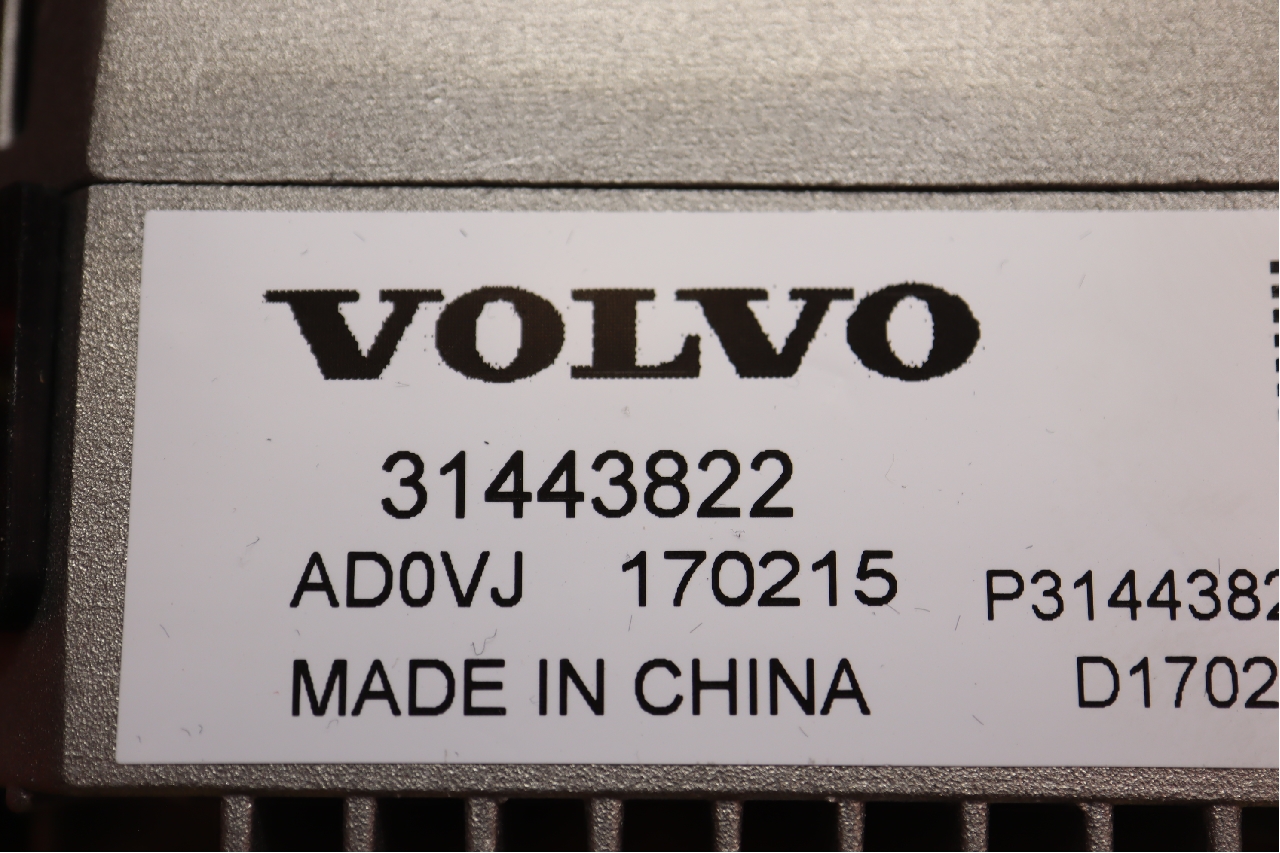 VOLVO
31443822
AD0VJ 170215
P3144382
MADE IN CHINA
D1702